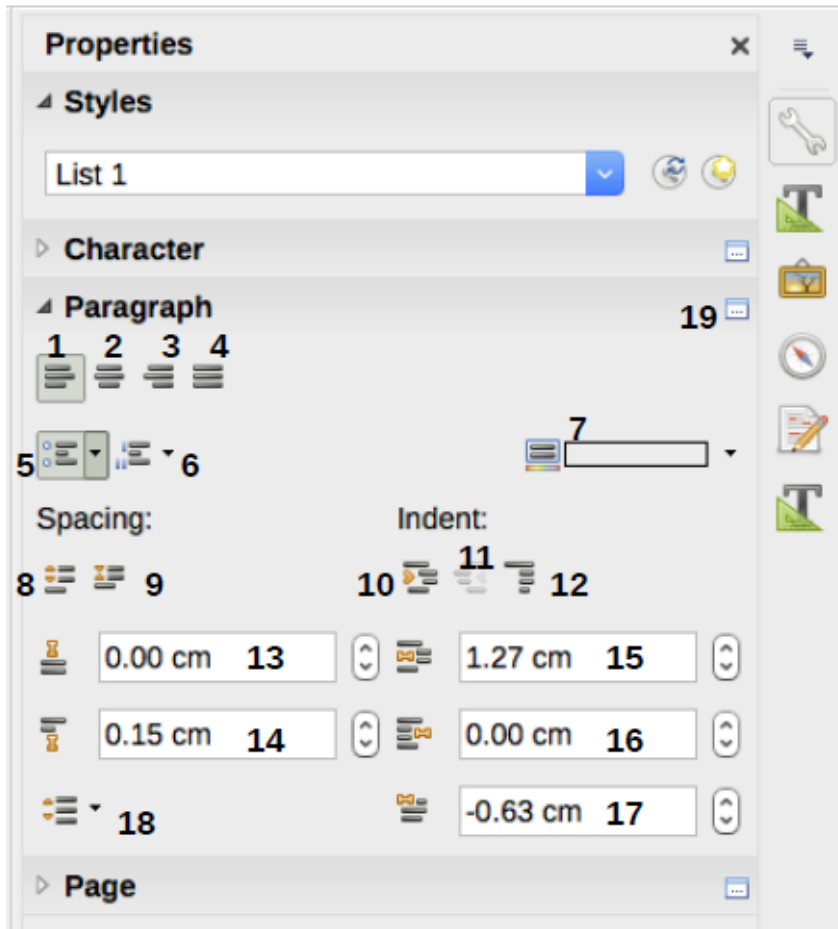 Properties
Styles
List 1
Character
Paragraph
19
1 2 3 4
7
5 6
Spacing: Indent:
8 9 10 11 12
0.00 cm 13 1.27 cm 15
0.15 cm 14 0.00 cm 16
18 -0.63 cm 17
Page